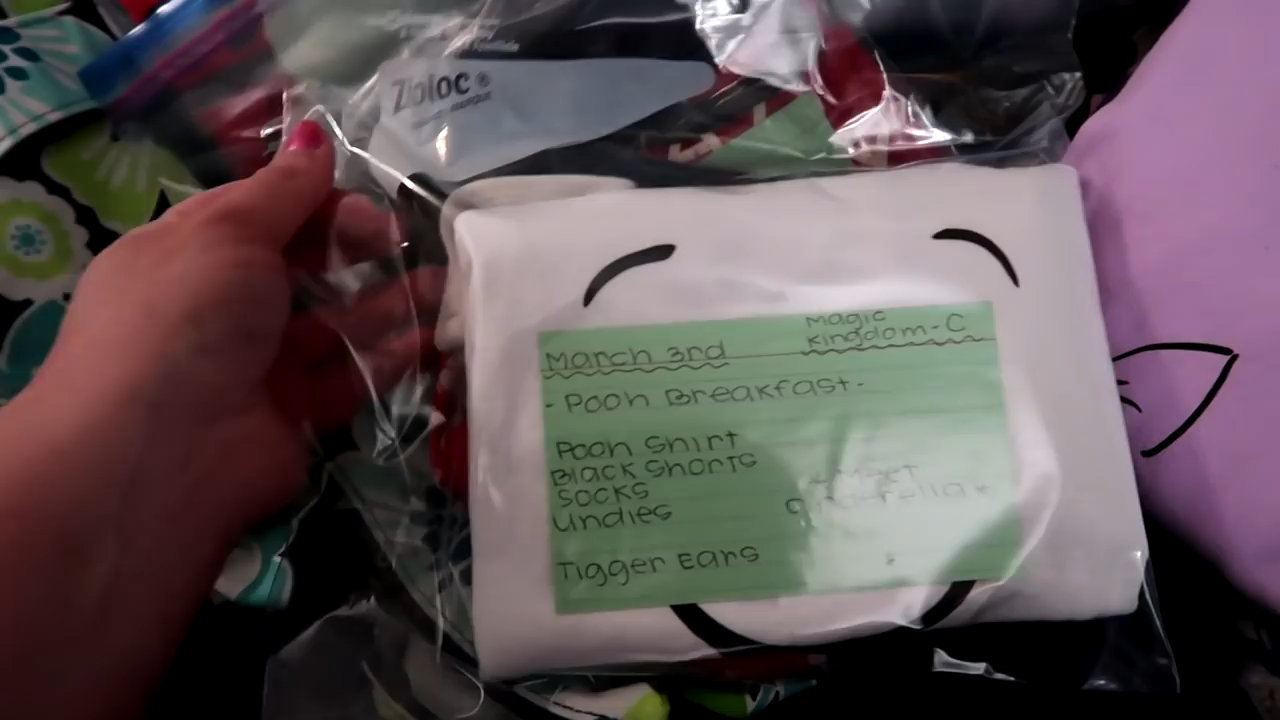 Ziploc®
March 3rd
Magic
Kingdom-C
- Pooh Breakfast-
Pooh Shirt
Black Shorts
Socks
Undies
Tigger Ears